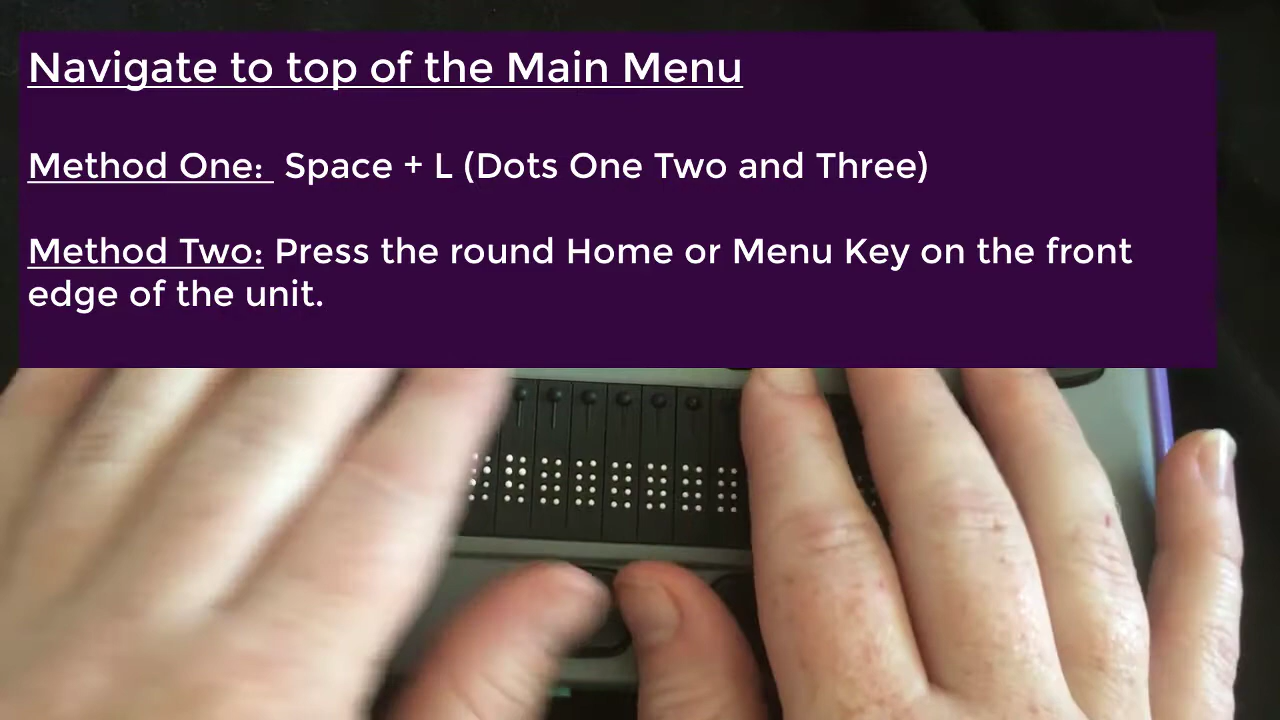 Navigate to top of the Main Menu
Method One:  Space + L (Dots One Two and Three)
Method Two: Press the round Home or Menu Key on the front
edge of the unit.